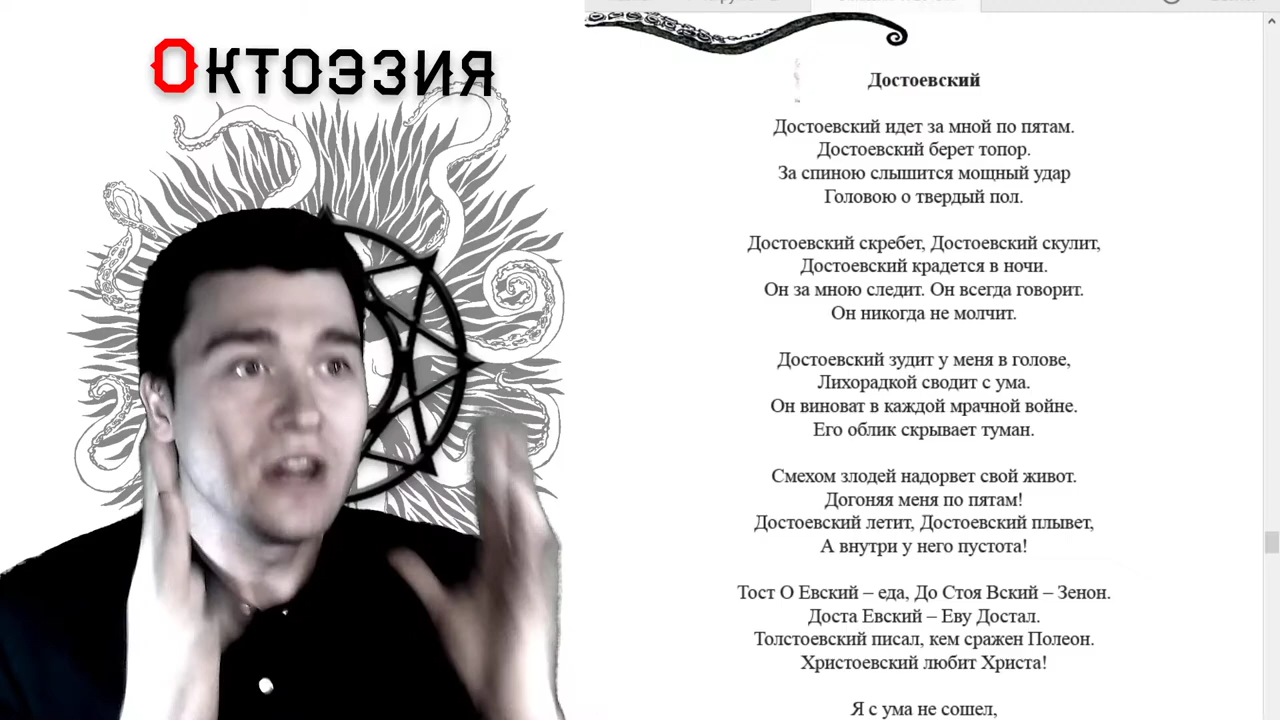 Октоэзия
Достоевский
Достоевский идет за мной по пятам.
Достоевский берет топор.
За спиною слышится мощный удар
Головою о твердый пол.
Достоевский скребет, Достоевский скулит,
Достоевский крадется в ночи.
Он за мною следит. Он всегда говорит.
Он никогда не молчит.
Достоевский зудит у меня в голове,
Лихорадкой сводит с ума.
Он виноват в каждой мрачной войне.
Его облик скрывает туман.
Смехом злодей надорвет свой живот.
Догоняя меня по пятам!
Достоевский летит, Достоевский плывет,
А внутри у него пустота!
Тост О Евский – еда, До Стоя Вский – Зенон.
Доста Евский – Еву Достал.
Толстоевский писал, кем сражен Полеон.
Христоевский любит Христа!
Я с ума не сошел,